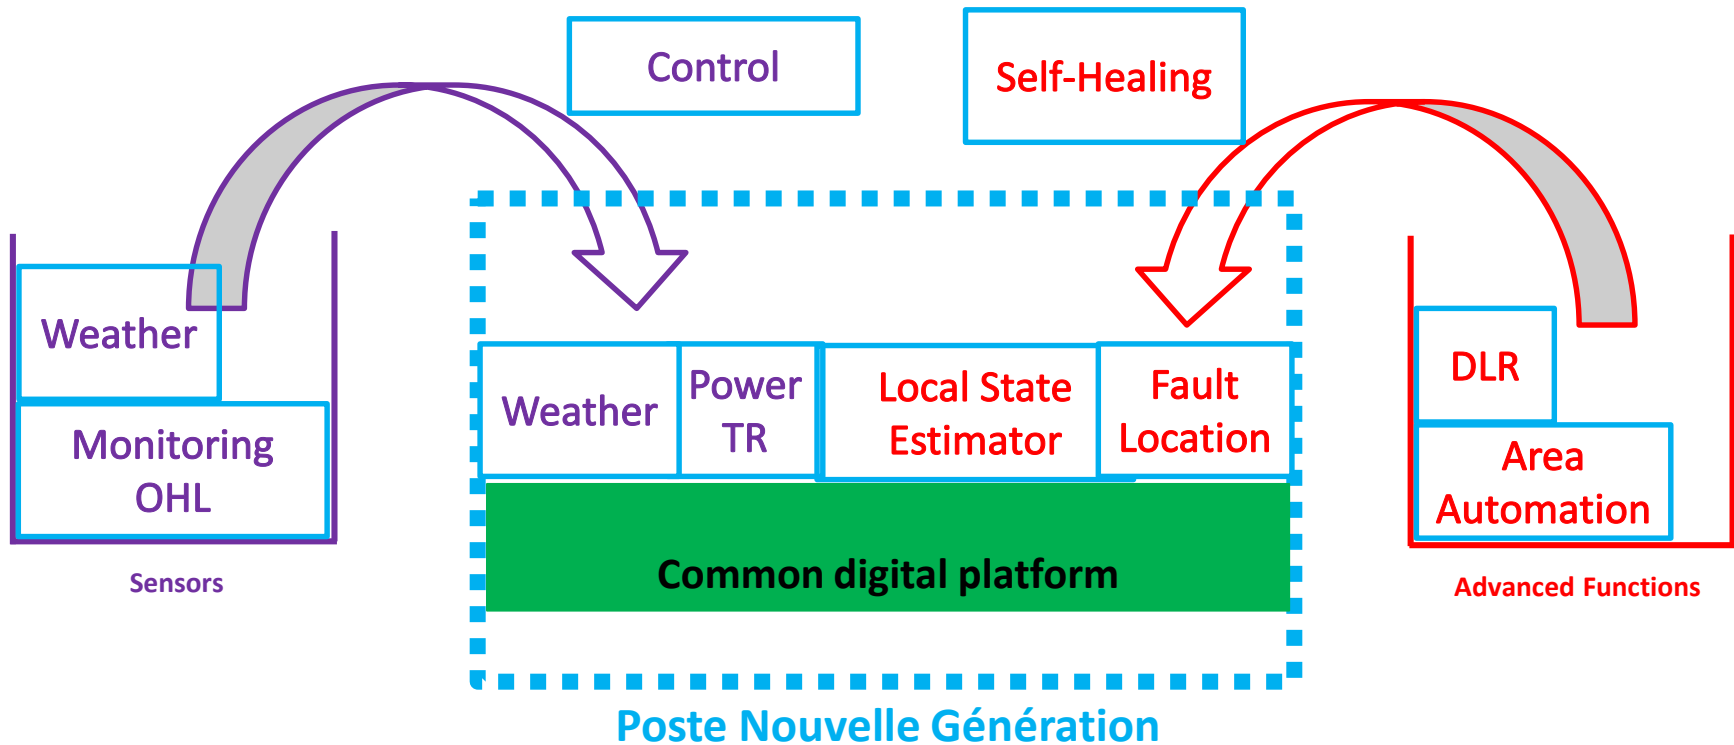 Control
Self-Healing
Weather
Monitoring
OHL
Sensors
Weather
Power
TR
Local State
Estimator
Fault
Location
Common digital platform
Poste Nouvelle Génération
DLR
Area
Automation
Advanced Functions